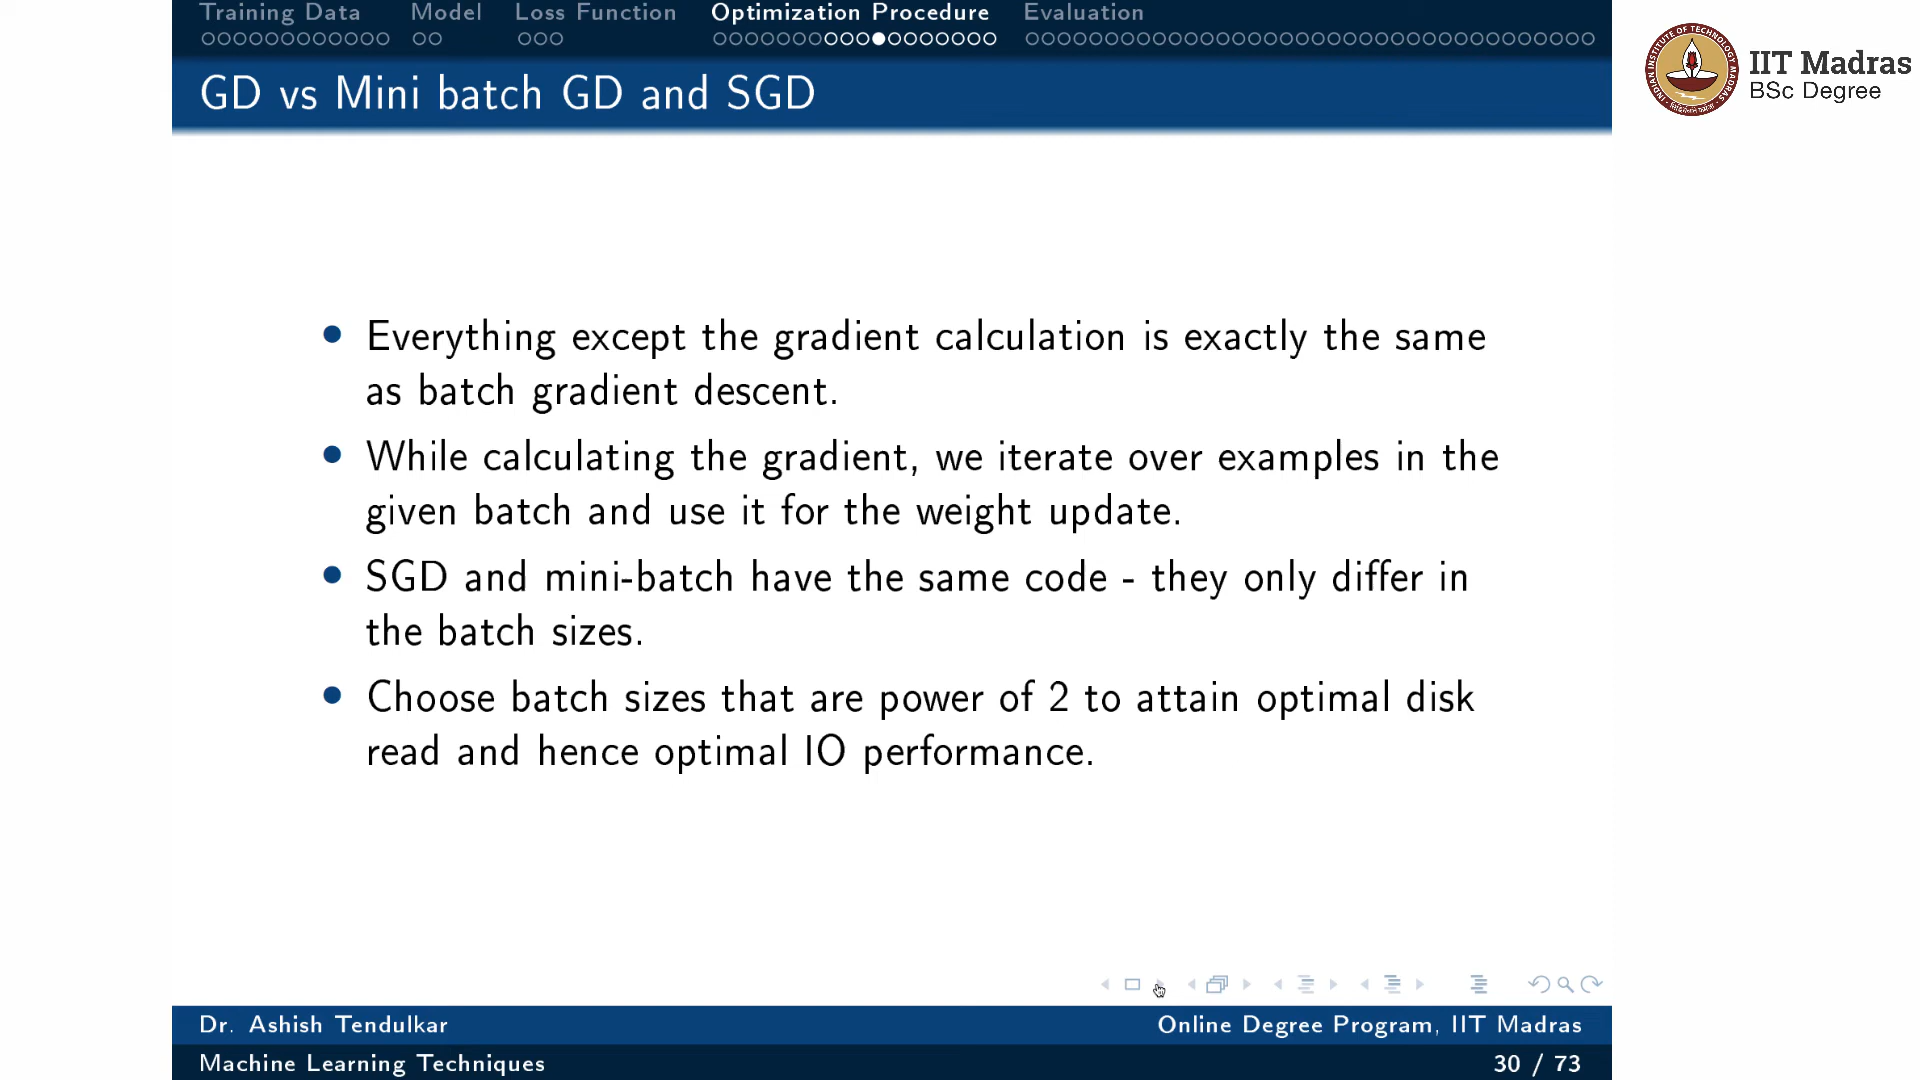 Training Data Model Loss Function Optimization Procedure Evaluation
IIT Madras
BSc Degree
GD vs Mini batch GD and SGD
• Everything except the gradient calculation is exactly the same
as batch gradient descent.
• While calculating the gradient, we iterate over examples in the
given batch and use it for the weight update.
• SGD and mini-batch have the same code - they only differ in
the batch sizes.
• Choose batch sizes that are power of 2 to attain optimal disk
read and hence optimal IO performance.
Dr. Ashish Tendulkar Online Degree Program, IIT Madras
Machine Learning Techniques 30 / 73